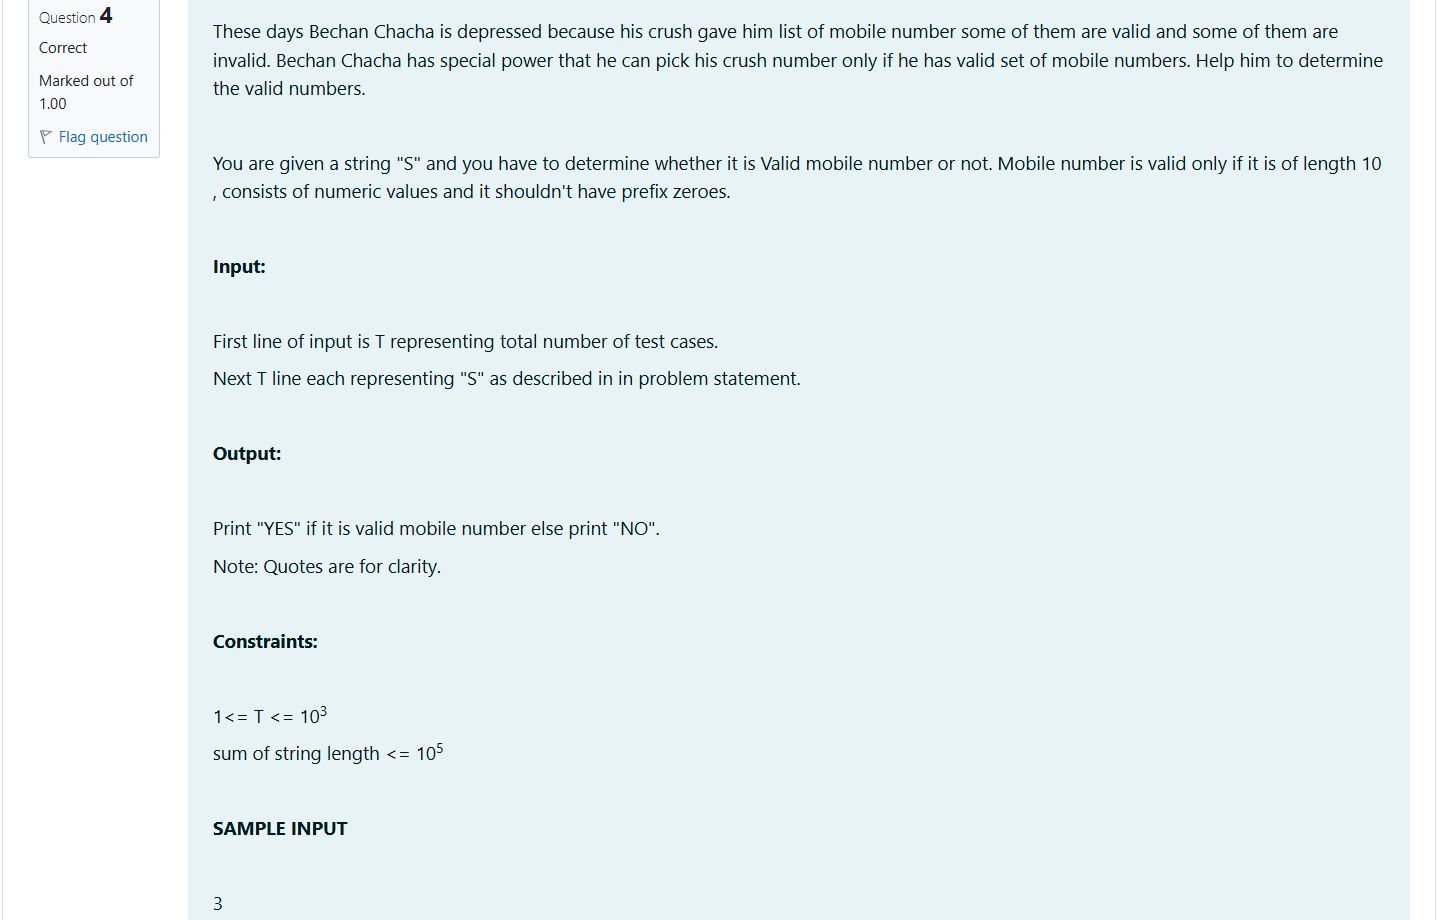 Question 4
Correct
Marked out of
1.00
Flag question
These days Bechan Chacha is depressed because his crush gave him list of mobile number some of them are valid and some of them are
invalid. Bechan Chacha has special power that he can pick his crush number only if he has valid set of mobile numbers. Help him to determine
the valid numbers.
You are given a string "S" and you have to determine whether it is Valid mobile number or not. Mobile number is valid only if it is of length 10
, consists of numeric values and it shouldn't have prefix zeroes.
Input:
First line of input is T representing total number of test cases.
Next T line each representing "S" as described in in problem statement.
Output:
Print "YES" if it is valid mobile number else print "NO".
Note: Quotes are for clarity.
Constraints:
1<= T <= 10³
sum of string length <= 10⁵
SAMPLE INPUT
3